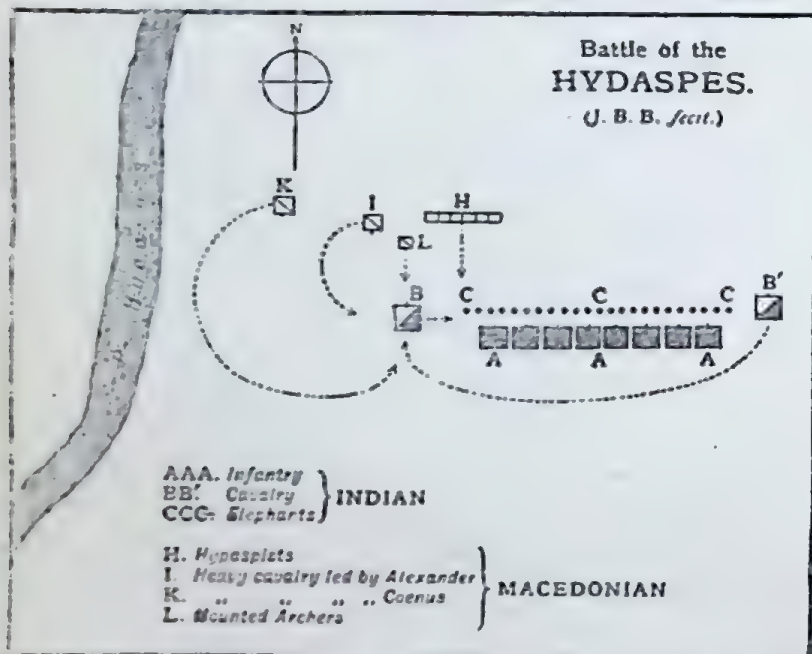 Battle of the
HYDASPES.
(J. B. B. fecit.)
N
K
I
H
L
B
C C C
B'
A A A
AAA. Infantry
BB'. Cavalry
CCC. Elephants
INDIAN
H. Hypaspists
I. Heavy cavalry led by Alexander
K. „ „ „ „ Coenus
L. Mounted Archers
MACEDONIAN